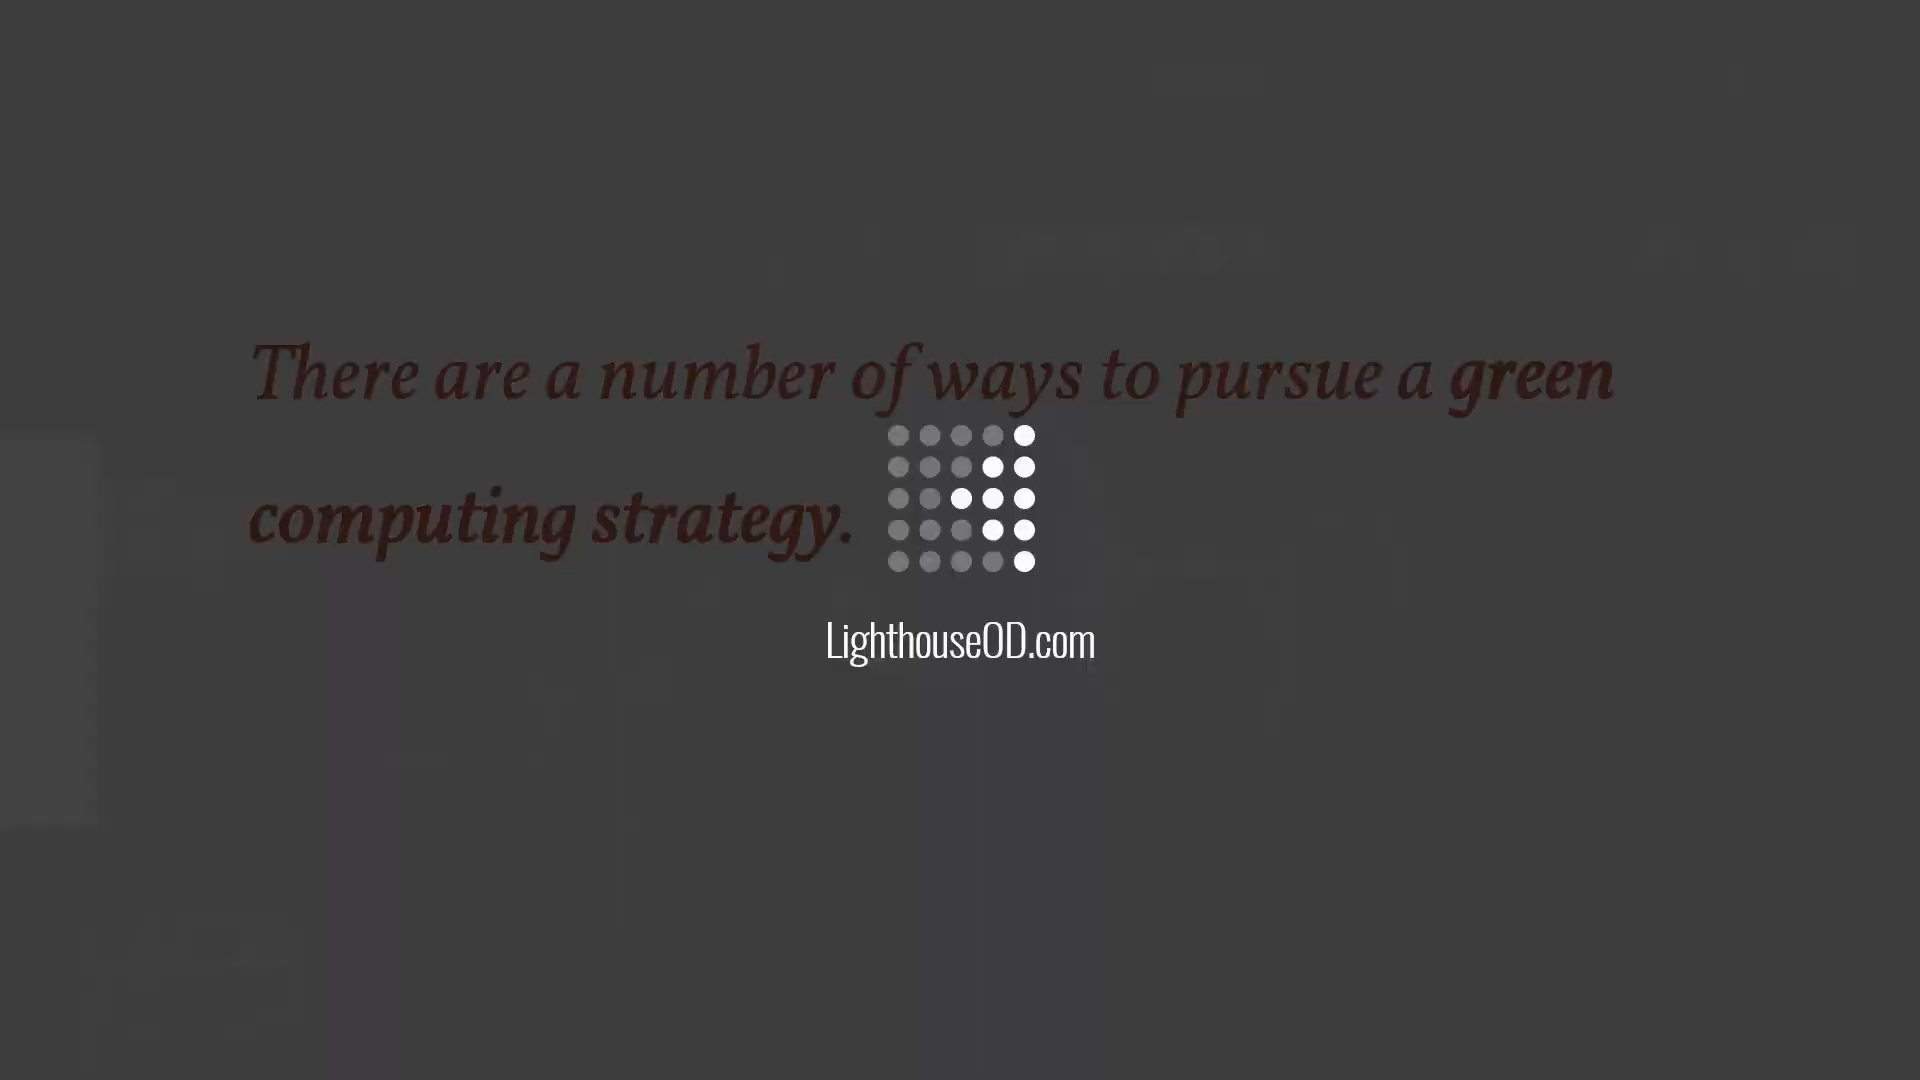 There are a number of ways to pursue a green
computing strategy.
LighthouseOD.com